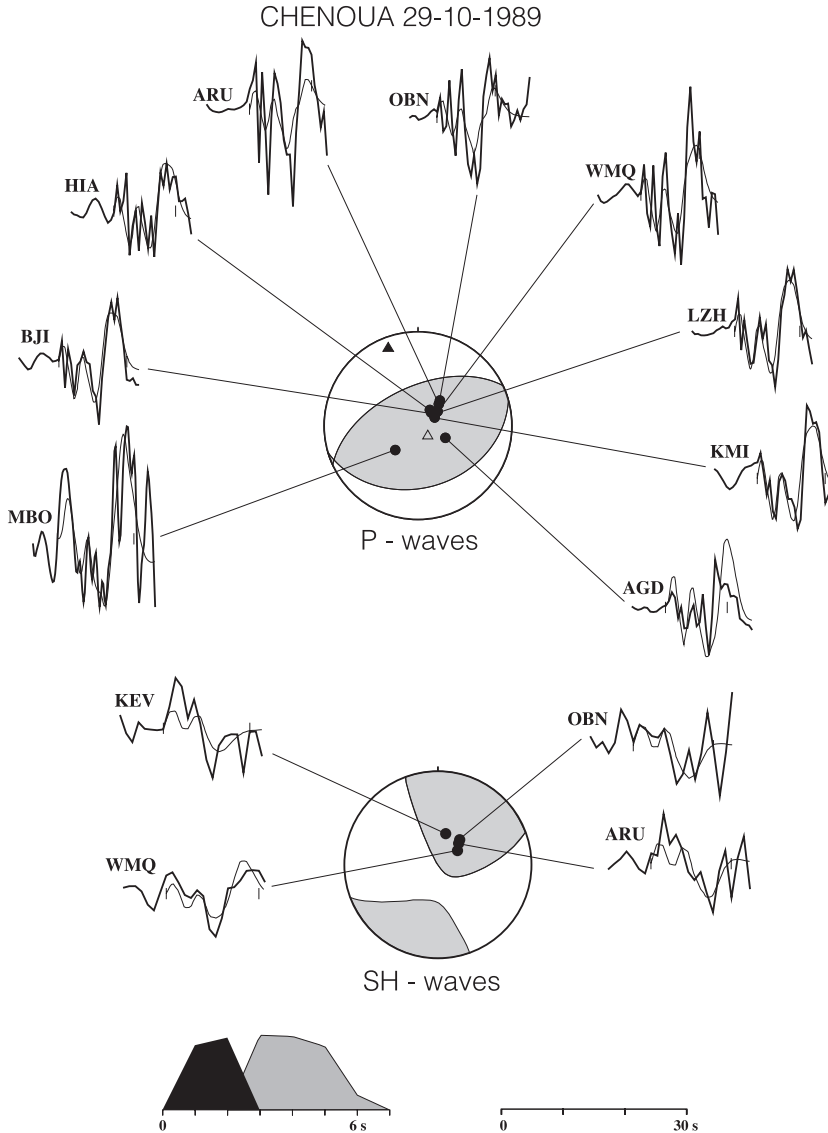 CHENOUA 29-10-1989
ARU
OBN
HIA
WMQ
BJI
LZH
MBO
KMI
AGD
P - waves
KEV
OBN
WMQ
ARU
SH - waves
0 6 s
0 30 s